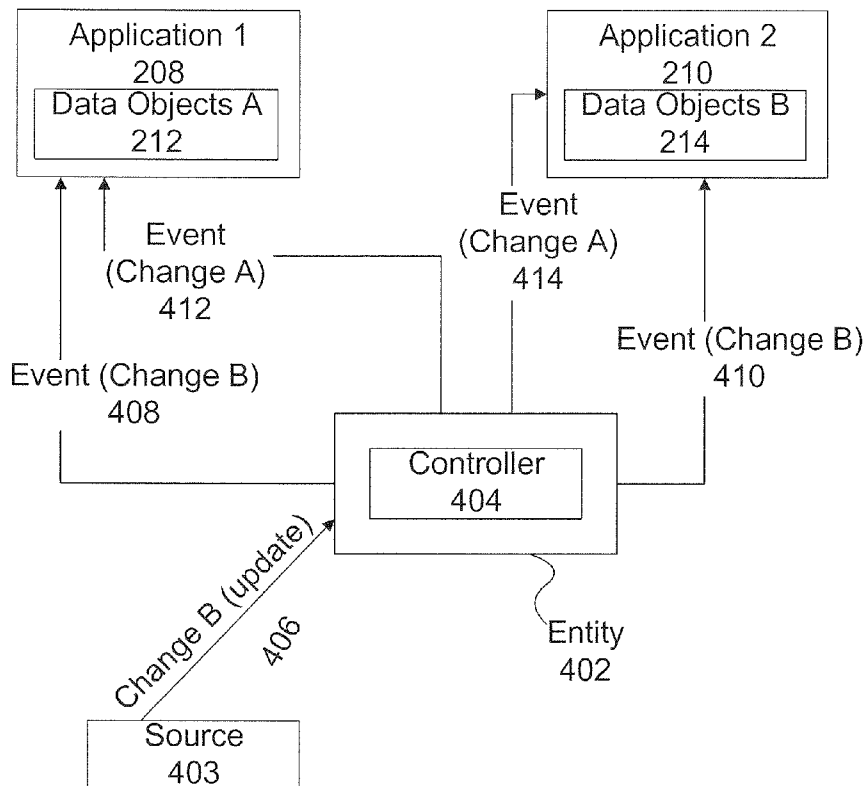 Application 1
208
Data Objects A
212
Application 2
210
Data Objects B
214
Event
(Change A)
412
Event
(Change A)
414
Event (Change B)
408
Event (Change B)
410
Controller
404
Change B (update)
406
Entity
402
Source
403